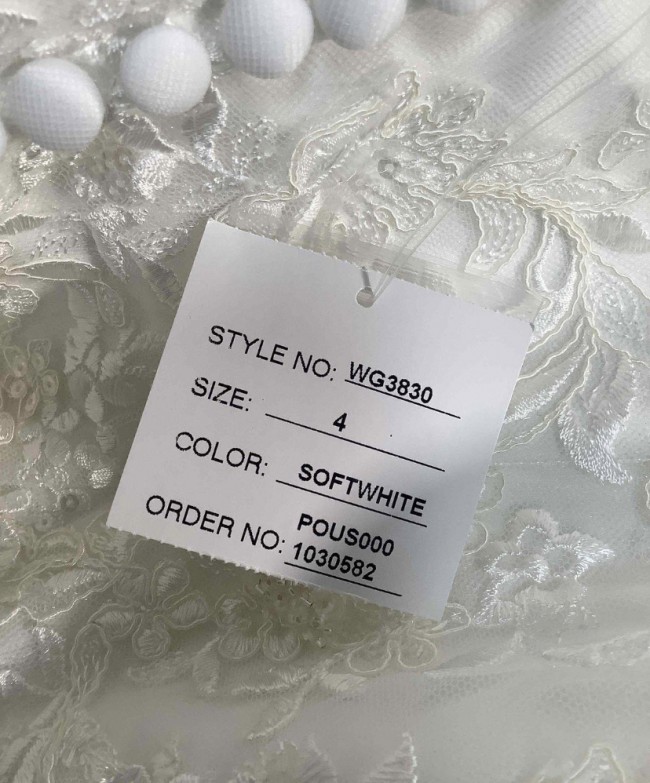 STYLE NO: WG3830
SIZE: 4
COLOR: SOFTWHITE
ORDER NO: POUS000
1030582